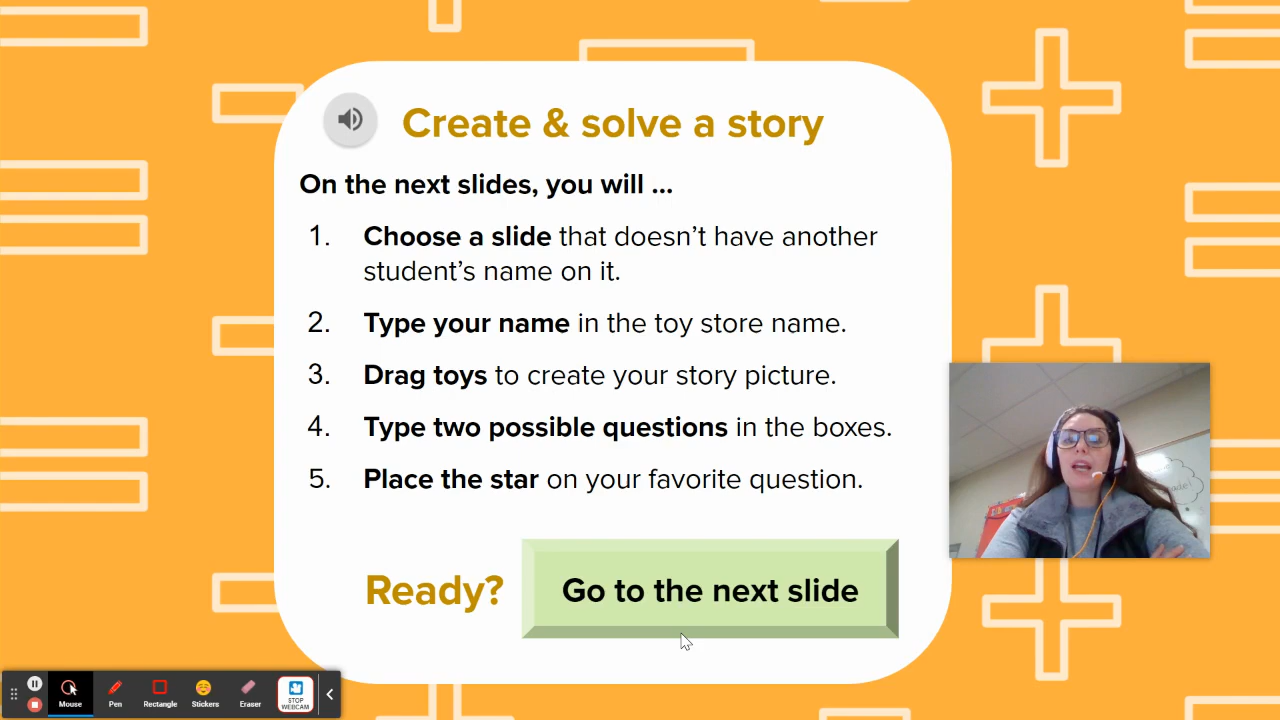 Create & solve a story
On the next slides, you will ...
1. Choose a slide that doesn't have another
student's name on it.
2. Type your name in the toy store name.
3. Drag toys to create your story picture.
4. Type two possible questions in the boxes.
5. Place the star on your favorite question.
Ready? Go to the next slide
Mouse Pen Rectangle Stickers Eraser STOP
WEBCAM